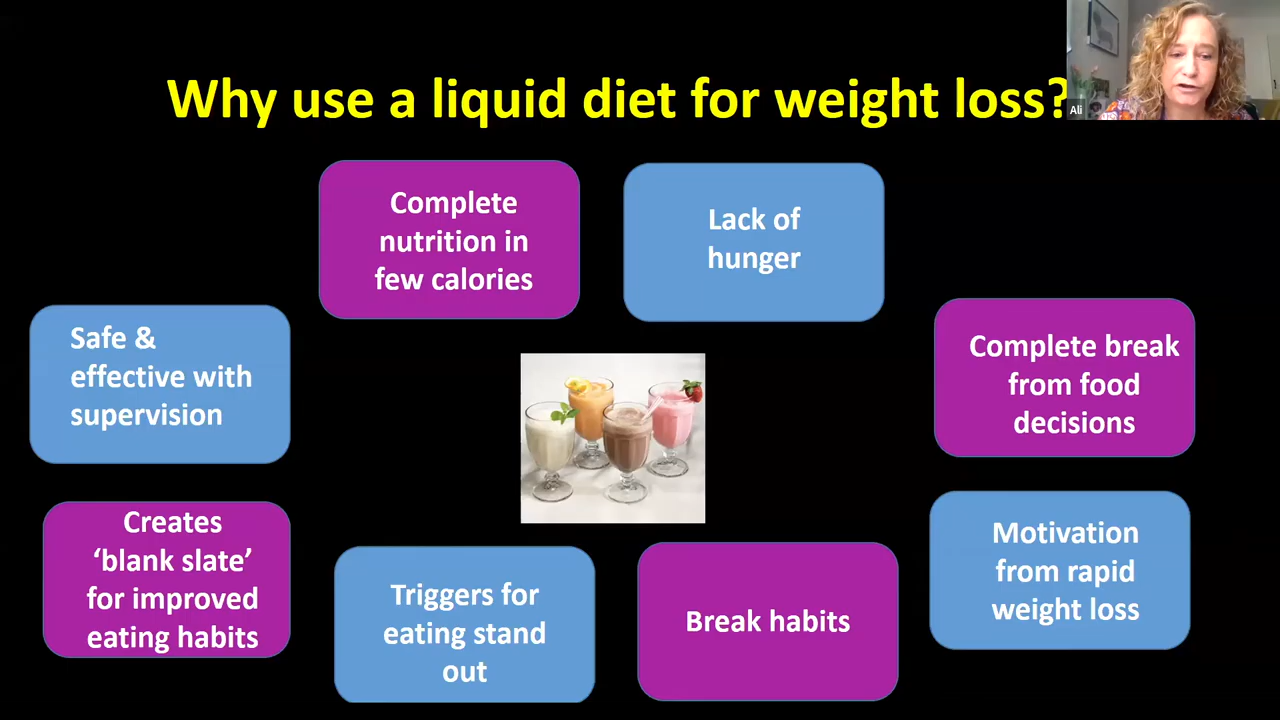 Why use a liquid diet for weight loss?
Ali
Complete
nutrition in
few calories
Lack of
hunger
Safe &
effective with
supervision
Complete break
from food
decisions
Creates
‘blank slate’
for improved
eating habits
Triggers for
eating stand
out
Break habits
Motivation
from rapid
weight loss